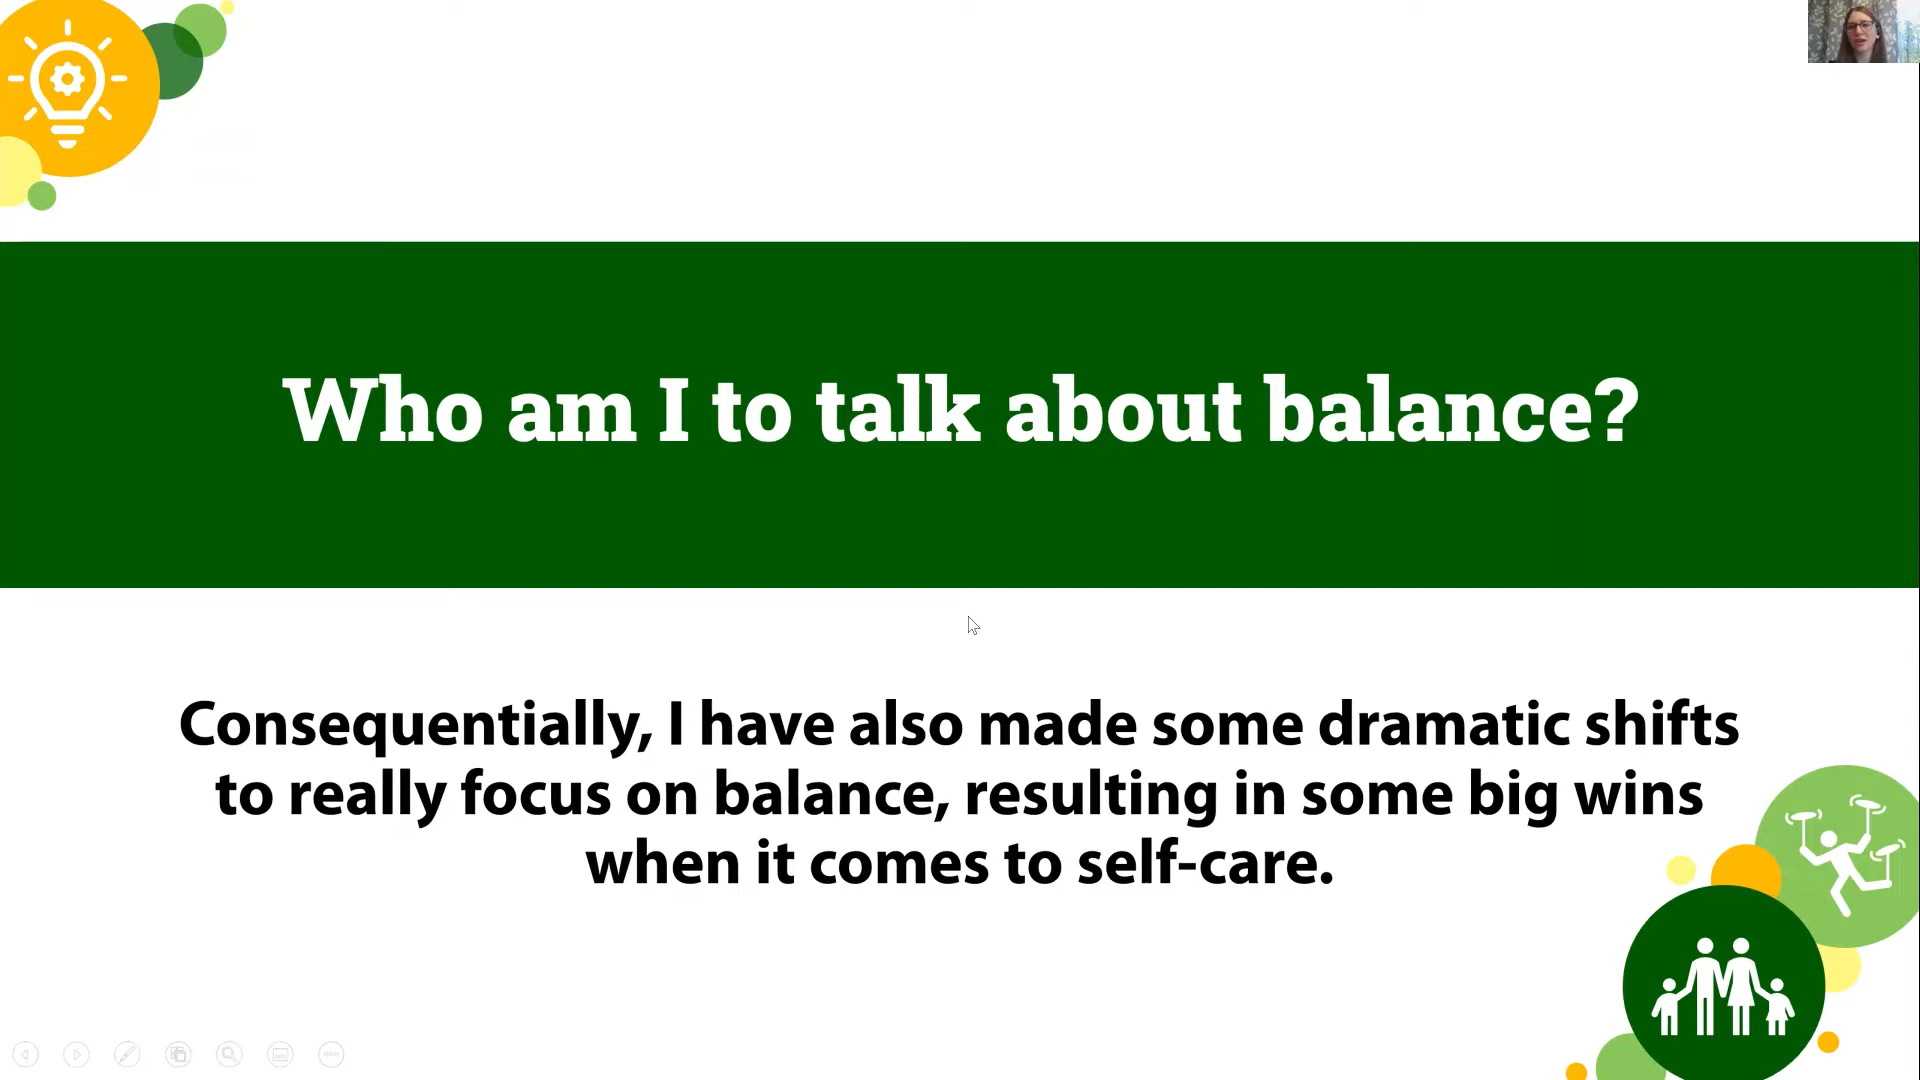 Who am I to talk about balance?
Consequentially, I have also made some dramatic shifts
to really focus on balance, resulting in some big wins
when it comes to self-care.